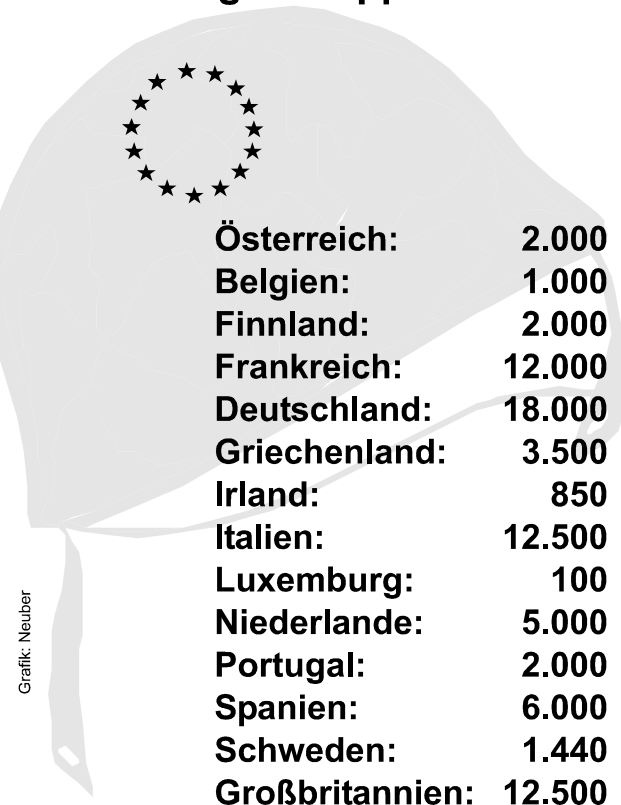 Österreich: 2.000
Belgien: 1.000
Finnland: 2.000
Frankreich: 12.000
Deutschland: 18.000
Griechenland: 3.500
Irland: 850
Italien: 12.500
Luxemburg: 100
Niederlande: 5.000
Portugal: 2.000
Spanien: 6.000
Schweden: 1.440
Großbritannien: 12.500
Grafik: Neuber